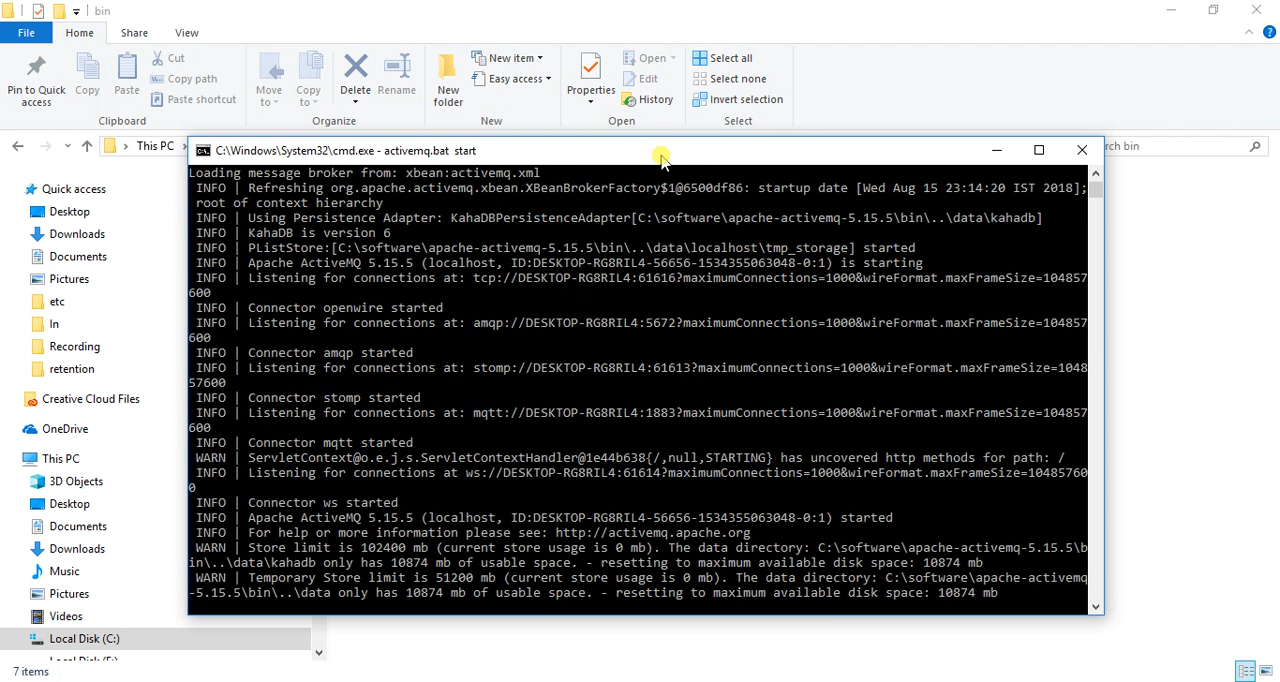 bin
File Home Share View
Pin to Quick access
Copy
Paste
Cut
Copy path
Paste shortcut
Clipboard
Move to
Copy to
Delete
Rename
Organize
New folder
New item
Easy access
New
Properties
Open
Edit
History
Open
Select all
Select none
Invert selection
Select
This PC
rch bin
C:\Windows\System32\cmd.exe - activemq.bat start
Quick access
Desktop
Downloads
Documents
Pictures
etc
In
Recording
retention
Creative Cloud Files
OneDrive
This PC
3D Objects
Desktop
Documents
Downloads
Music
Pictures
Videos
Local Disk (C:)
Loading message broker from: xbean:activemq.xml
INFO | Refreshing org.apache.activemq.xbean.XBeanBrokerFactory$1@6500df86: startup date [Wed Aug 15 23:14:20 IST 2018];
root of context hierarchy
INFO | Using Persistence Adapter: KahaDBPersistenceAdapter[C:\software\apache-activemq-5.15.5\bin\..\data\kahadb]
INFO | KahaDB is version 6
INFO | PListStore:[C:\software\apache-activemq-5.15.5\bin\..\data\localhost\tmp_storage] started
INFO | Apache ActiveMQ 5.15.5 (localhost, ID:DESKTOP-RG8RIL4-56656-1534355063048-0:1) is starting
INFO | Listening for connections at: tcp://DESKTOP-RG8RIL4:61616?maximumConnections=1000&wireFormat.maxFrameSize=104857
600
INFO | Connector openwire started
INFO | Listening for connections at: amqp://DESKTOP-RG8RIL4:5672?maximumConnections=1000&wireFormat.maxFrameSize=104857
600
INFO | Connector amqp started
INFO | Listening for connections at: stomp://DESKTOP-RG8RIL4:61613?maximumConnections=1000&wireFormat.maxFrameSize=1048
57600
INFO | Connector stomp started
INFO | Listening for connections at: mqtt://DESKTOP-RG8RIL4:1883?maximumConnections=1000&wireFormat.maxFrameSize=104857
600
INFO | Connector mqtt started
WARN | ServletContext@o.e.j.s.ServletContextHandler@1e44b638{/,null,STARTING} has uncovered http methods for path: /
INFO | Listening for connections at ws://DESKTOP-RG8RIL4:61614?maximumConnections=1000&wireFormat.maxFrameSize=10485760
0
INFO | Connector ws started
INFO | Apache ActiveMQ 5.15.5 (localhost, ID:DESKTOP-RG8RIL4-56656-1534355063048-0:1) started
INFO | For help or more information please see: http://activemq.apache.org
WARN | Store limit is 102400 mb (current store usage is 0 mb). The data directory: C:\software\apache-activemq-5.15.5\b
in\..\data\kahadb only has 10874 mb of usable space. - resetting to maximum available disk space: 10874 mb
WARN | Temporary Store limit is 51200 mb (current store usage is 0 mb). The data directory: C:\software\apache-activemq
-5.15.5\bin\..\data only has 10874 mb of usable space. - resetting to maximum available disk space: 10874 mb
7 items